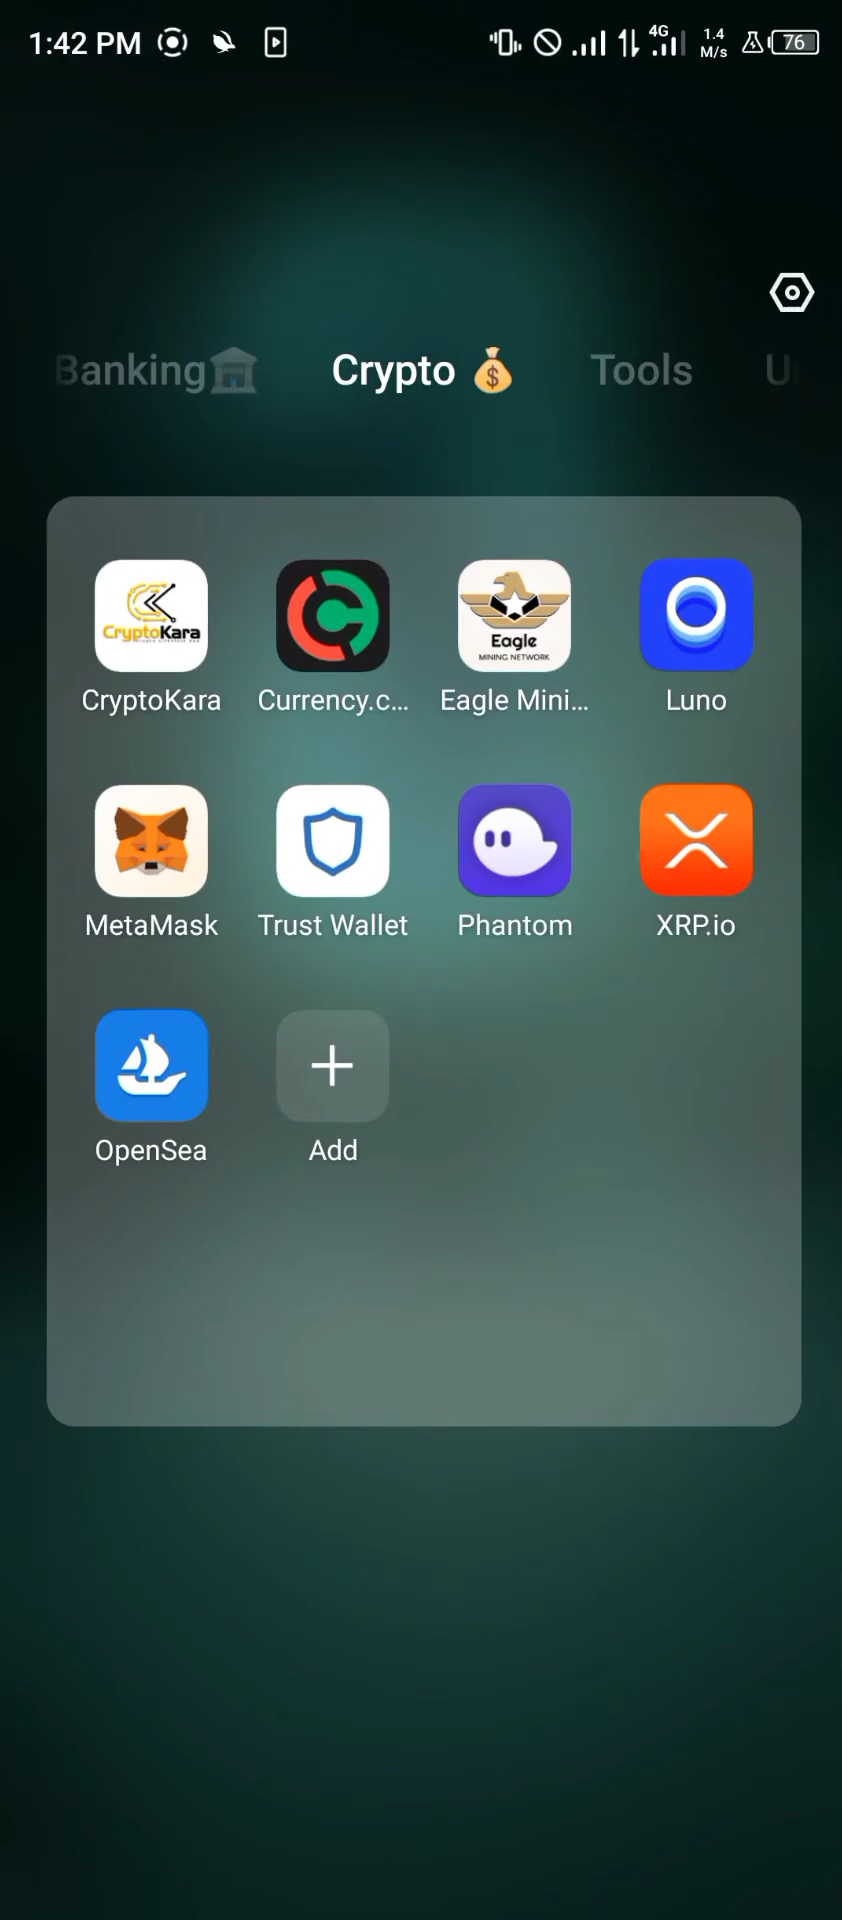 1:42 PM 4G 1.4 M/s 76
Banking🏛 Crypto 💰 Tools U
CryptoKara
Eagle
MINING NETWORK
CryptoKara Currency.c... Eagle Mini... Luno
MetaMask Trust Wallet Phantom XRP.io
OpenSea Add